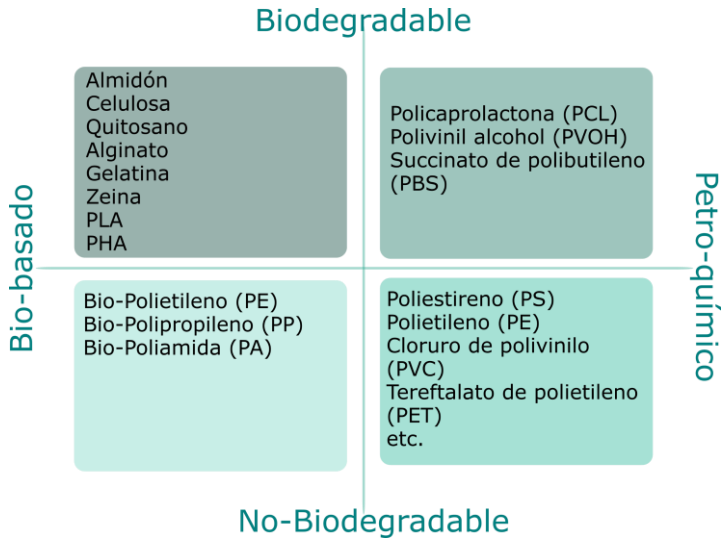 Biodegradable
Almidón
Celulosa
Quitosano
Alginato
Gelatina
Zeina
PLA
PHA
Policaprolactona (PCL)
Polivinil alcohol (PVOH)
Succinato de polibutileno
(PBS)
Bio-basado
Petro-químico
Bio-Polietileno (PE)
Bio-Polipropileno (PP)
Bio-Poliamida (PA)
Poliestireno (PS)
Polietileno (PE)
Cloruro de polivinilo
(PVC)
Tereftalato de polietileno
(PET)
etc.
No-Biodegradable